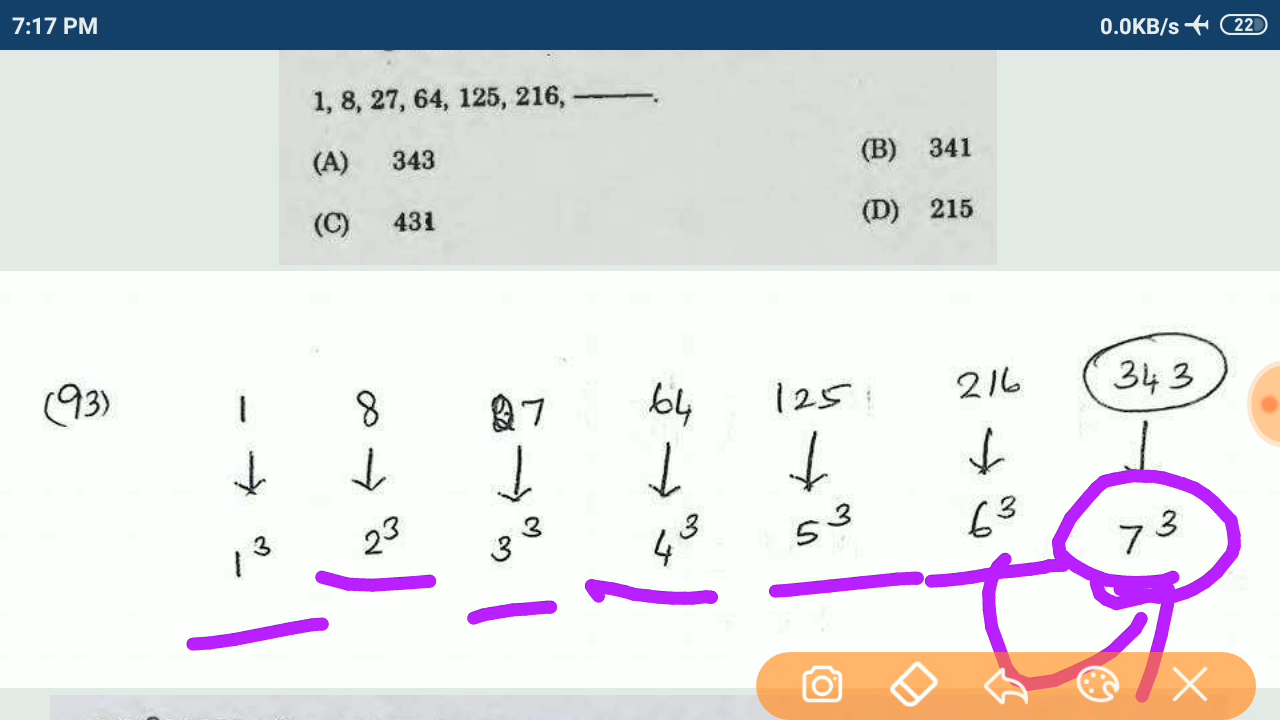 7:17 PM 0.0KB/s 22
1, 8, 27, 64, 125, 216, ———.
(A) 343 (B) 341
(C) 431 (D) 215
(93) 1 8 27 64 125 216 343
1³ 2³ 3³ 4³ 5³ 6³ 7³